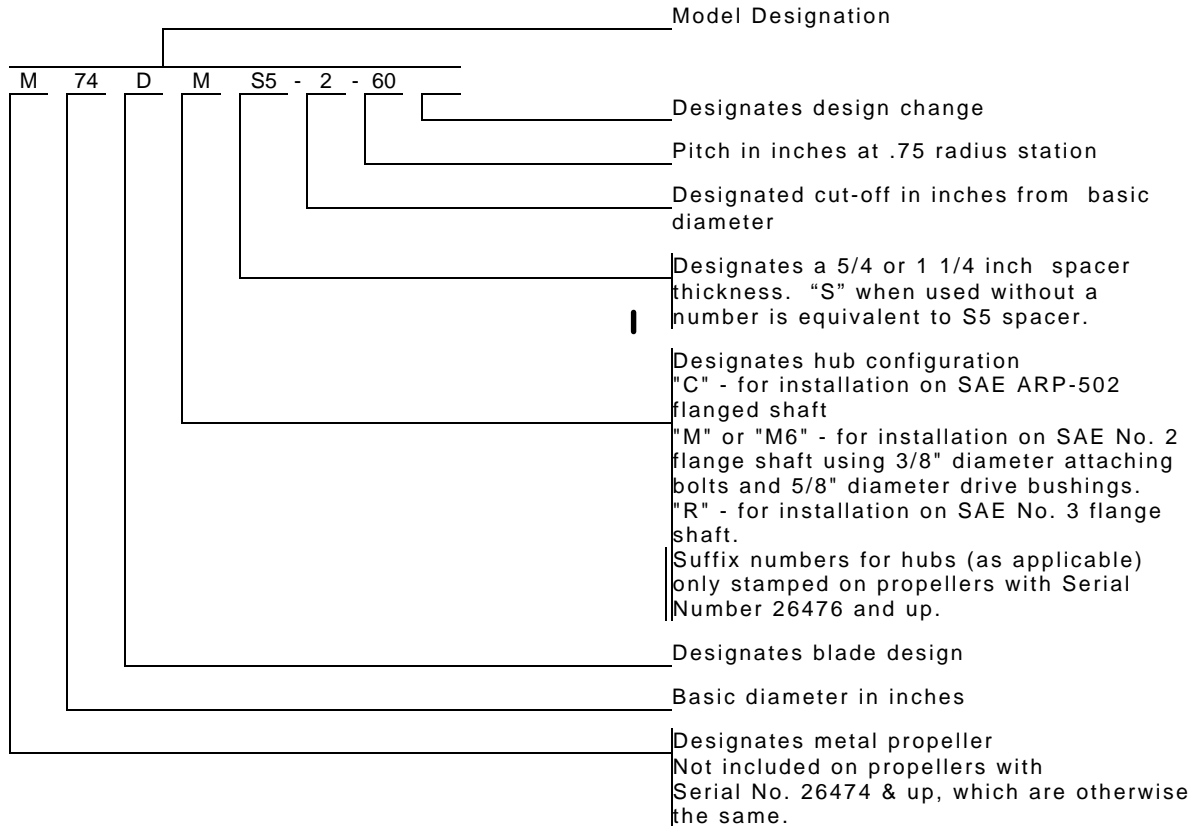 Model Designation
M 74 D M S5 - 2 - 60
Designates design change
Pitch in inches at .75 radius station
Designated cut-off in inches from basic
diameter
Designates a 5/4 or 1 1/4 inch spacer
thickness. “S” when used without a
number is equivalent to S5 spacer.
Designates hub configuration
"C" - for installation on SAE ARP-502
flanged shaft
"M" or "M6" - for installation on SAE No. 2
flange shaft using 3/8" diameter attaching
bolts and 5/8" diameter drive bushings.
"R" - for installation on SAE No. 3 flange
shaft.
Suffix numbers for hubs (as applicable)
only stamped on propellers with Serial
Number 26476 and up.
Designates blade design
Basic diameter in inches
Designates metal propeller
Not included on propellers with
Serial No. 26474 & up, which are otherwise
the same.